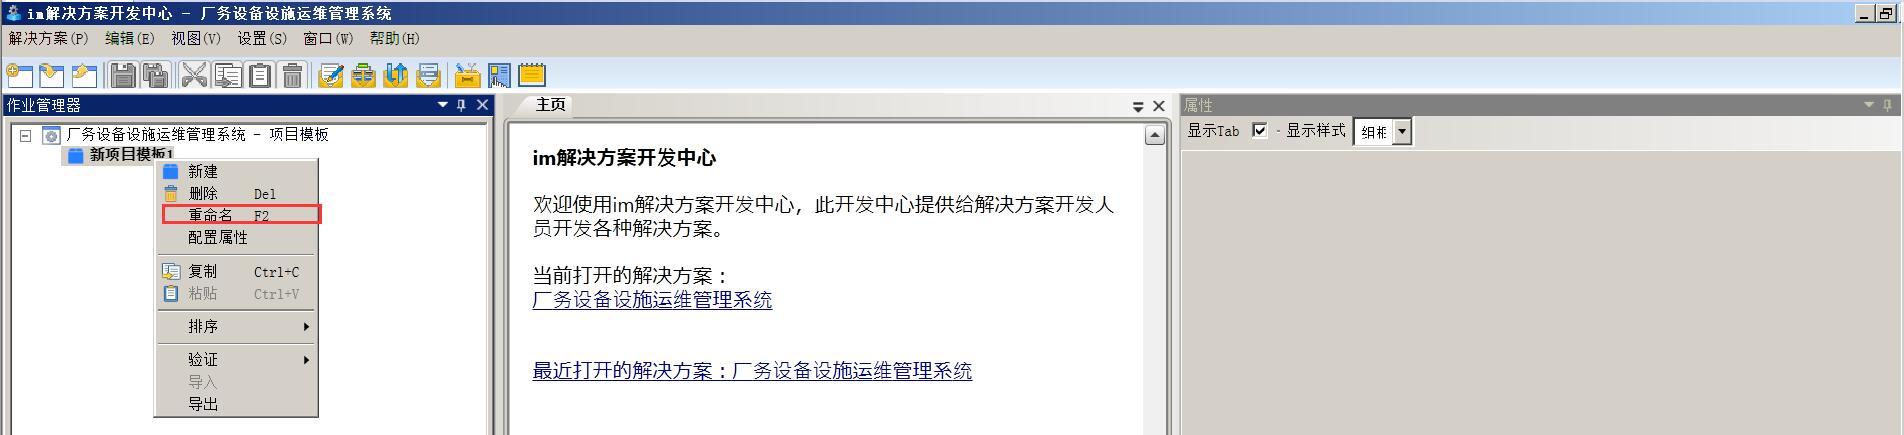 im解决方案开发中心 - 厂务设备设施运维管理系统
解决方案(P) 编辑(E) 视图(V) 设置(S) 窗口(W) 帮助(H)
作业管理器
厂务设备设施运维管理系统 - 项目模板
新项目模板1
新建
删除 Del
重命名 F2
配置属性
复制 Ctrl+C
粘贴 Ctrl+V
排序
验证
导入
导出
主页
im解决方案开发中心
欢迎使用im解决方案开发中心，此开发中心提供给解决方案开发人
员开发各种解决方案。
当前打开的解决方案：
厂务设备设施运维管理系统
最近打开的解决方案：厂务设备设施运维管理系统
属性
显示Tab - 显示样式 细框